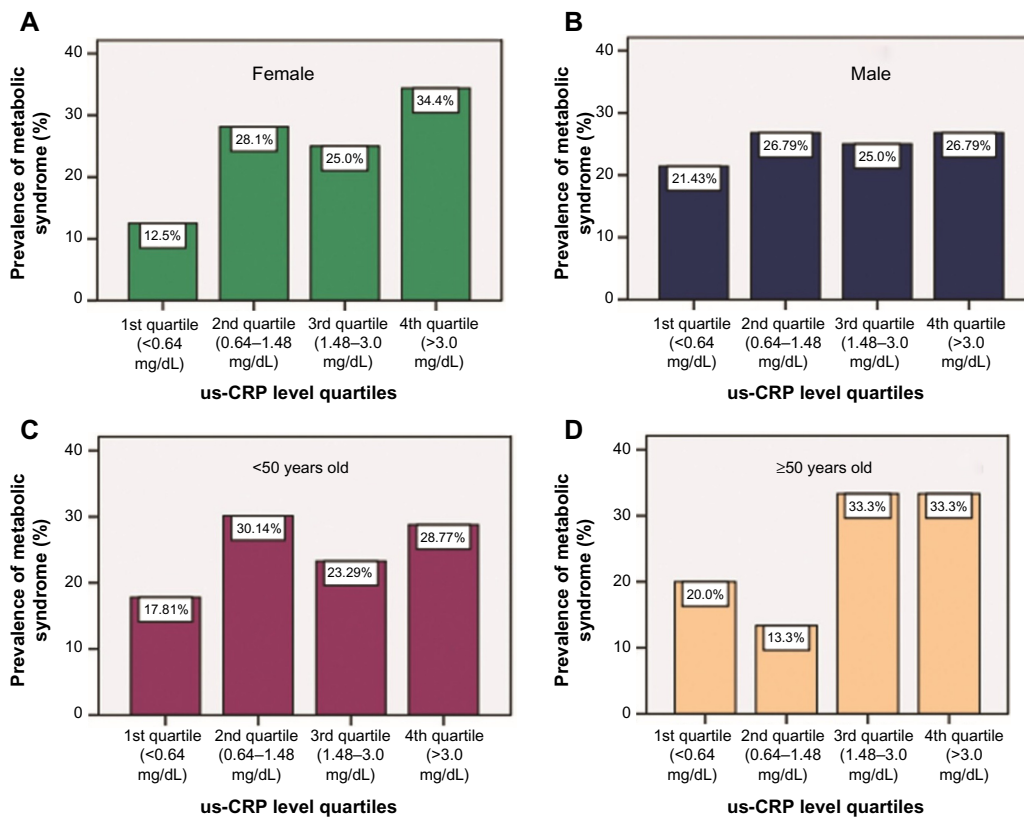 A
Prevalence of metabolic
syndrome (%)
40
30
20
10
0
Female
12.5%
28.1%
25.0%
34.4%
1st quartile
(<0.64
mg/dL)
2nd quartile
(0.64–1.48
mg/dL)
3rd quartile
(1.48–3.0
mg/dL)
4th quartile
(>3.0
mg/dL)
us-CRP level quartiles
B
Prevalence of metabolic
syndrome (%)
40
30
20
10
0
Male
21.43%
26.79%
25.0%
26.79%
1st quartile
(<0.64
mg/dL)
2nd quartile
(0.64–1.48
mg/dL)
3rd quartile
(1.48–3.0
mg/dL)
4th quartile
(>3.0
mg/dL)
us-CRP level quartiles
C
Prevalence of metabolic
syndrome (%)
40
30
20
10
0
<50 years old
17.81%
30.14%
23.29%
28.77%
1st quartile
(<0.64
mg/dL)
2nd quartile
(0.64–1.48
mg/dL)
3rd quartile
(1.48–3.0
mg/dL)
4th quartile
(>3.0
mg/dL)
us-CRP level quartiles
D
Prevalence of metabolic
syndrome (%)
40
30
20
10
0
≥50 years old
20.0%
13.3%
33.3%
33.3%
1st quartile
(<0.64
mg/dL)
2nd quartile
(0.64–1.48
mg/dL)
3rd quartile
(1.48–3.0
mg/dL)
4th quartile
(>3.0
mg/dL)
us-CRP level quartiles